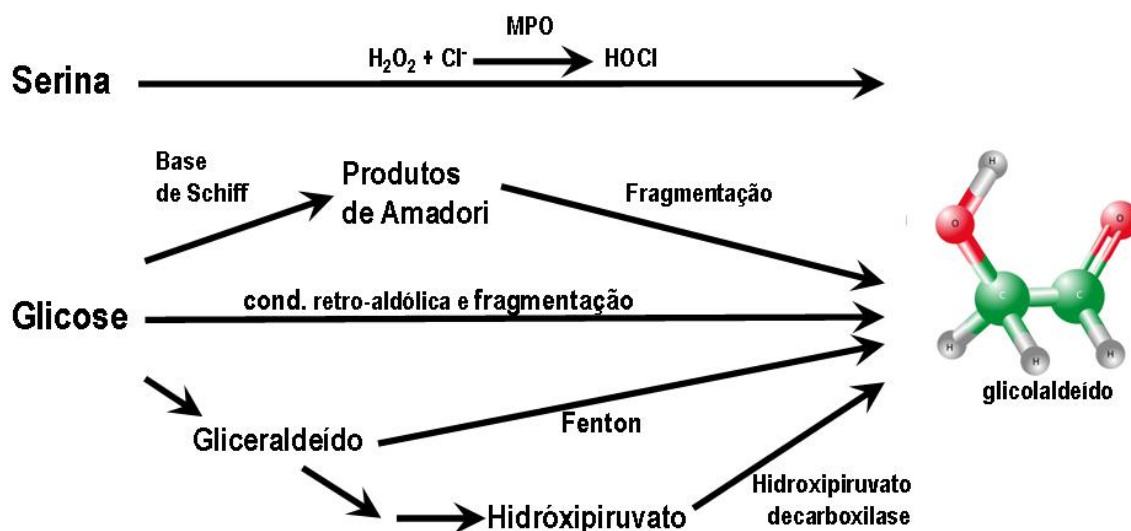 MPO
H₂O₂ + Cl⁻ HOCl
Serina
Base
de Schiff
Produtos
de Amadori
Fragmentação
H
O
O
C
C
H
H
H
glicolaldeído
cond. retro-aldólica e fragmentação
Glicose
Gliceraldeído
Fenton
Hidróxipiruvato
Hidroxipiruvato
decarboxilase